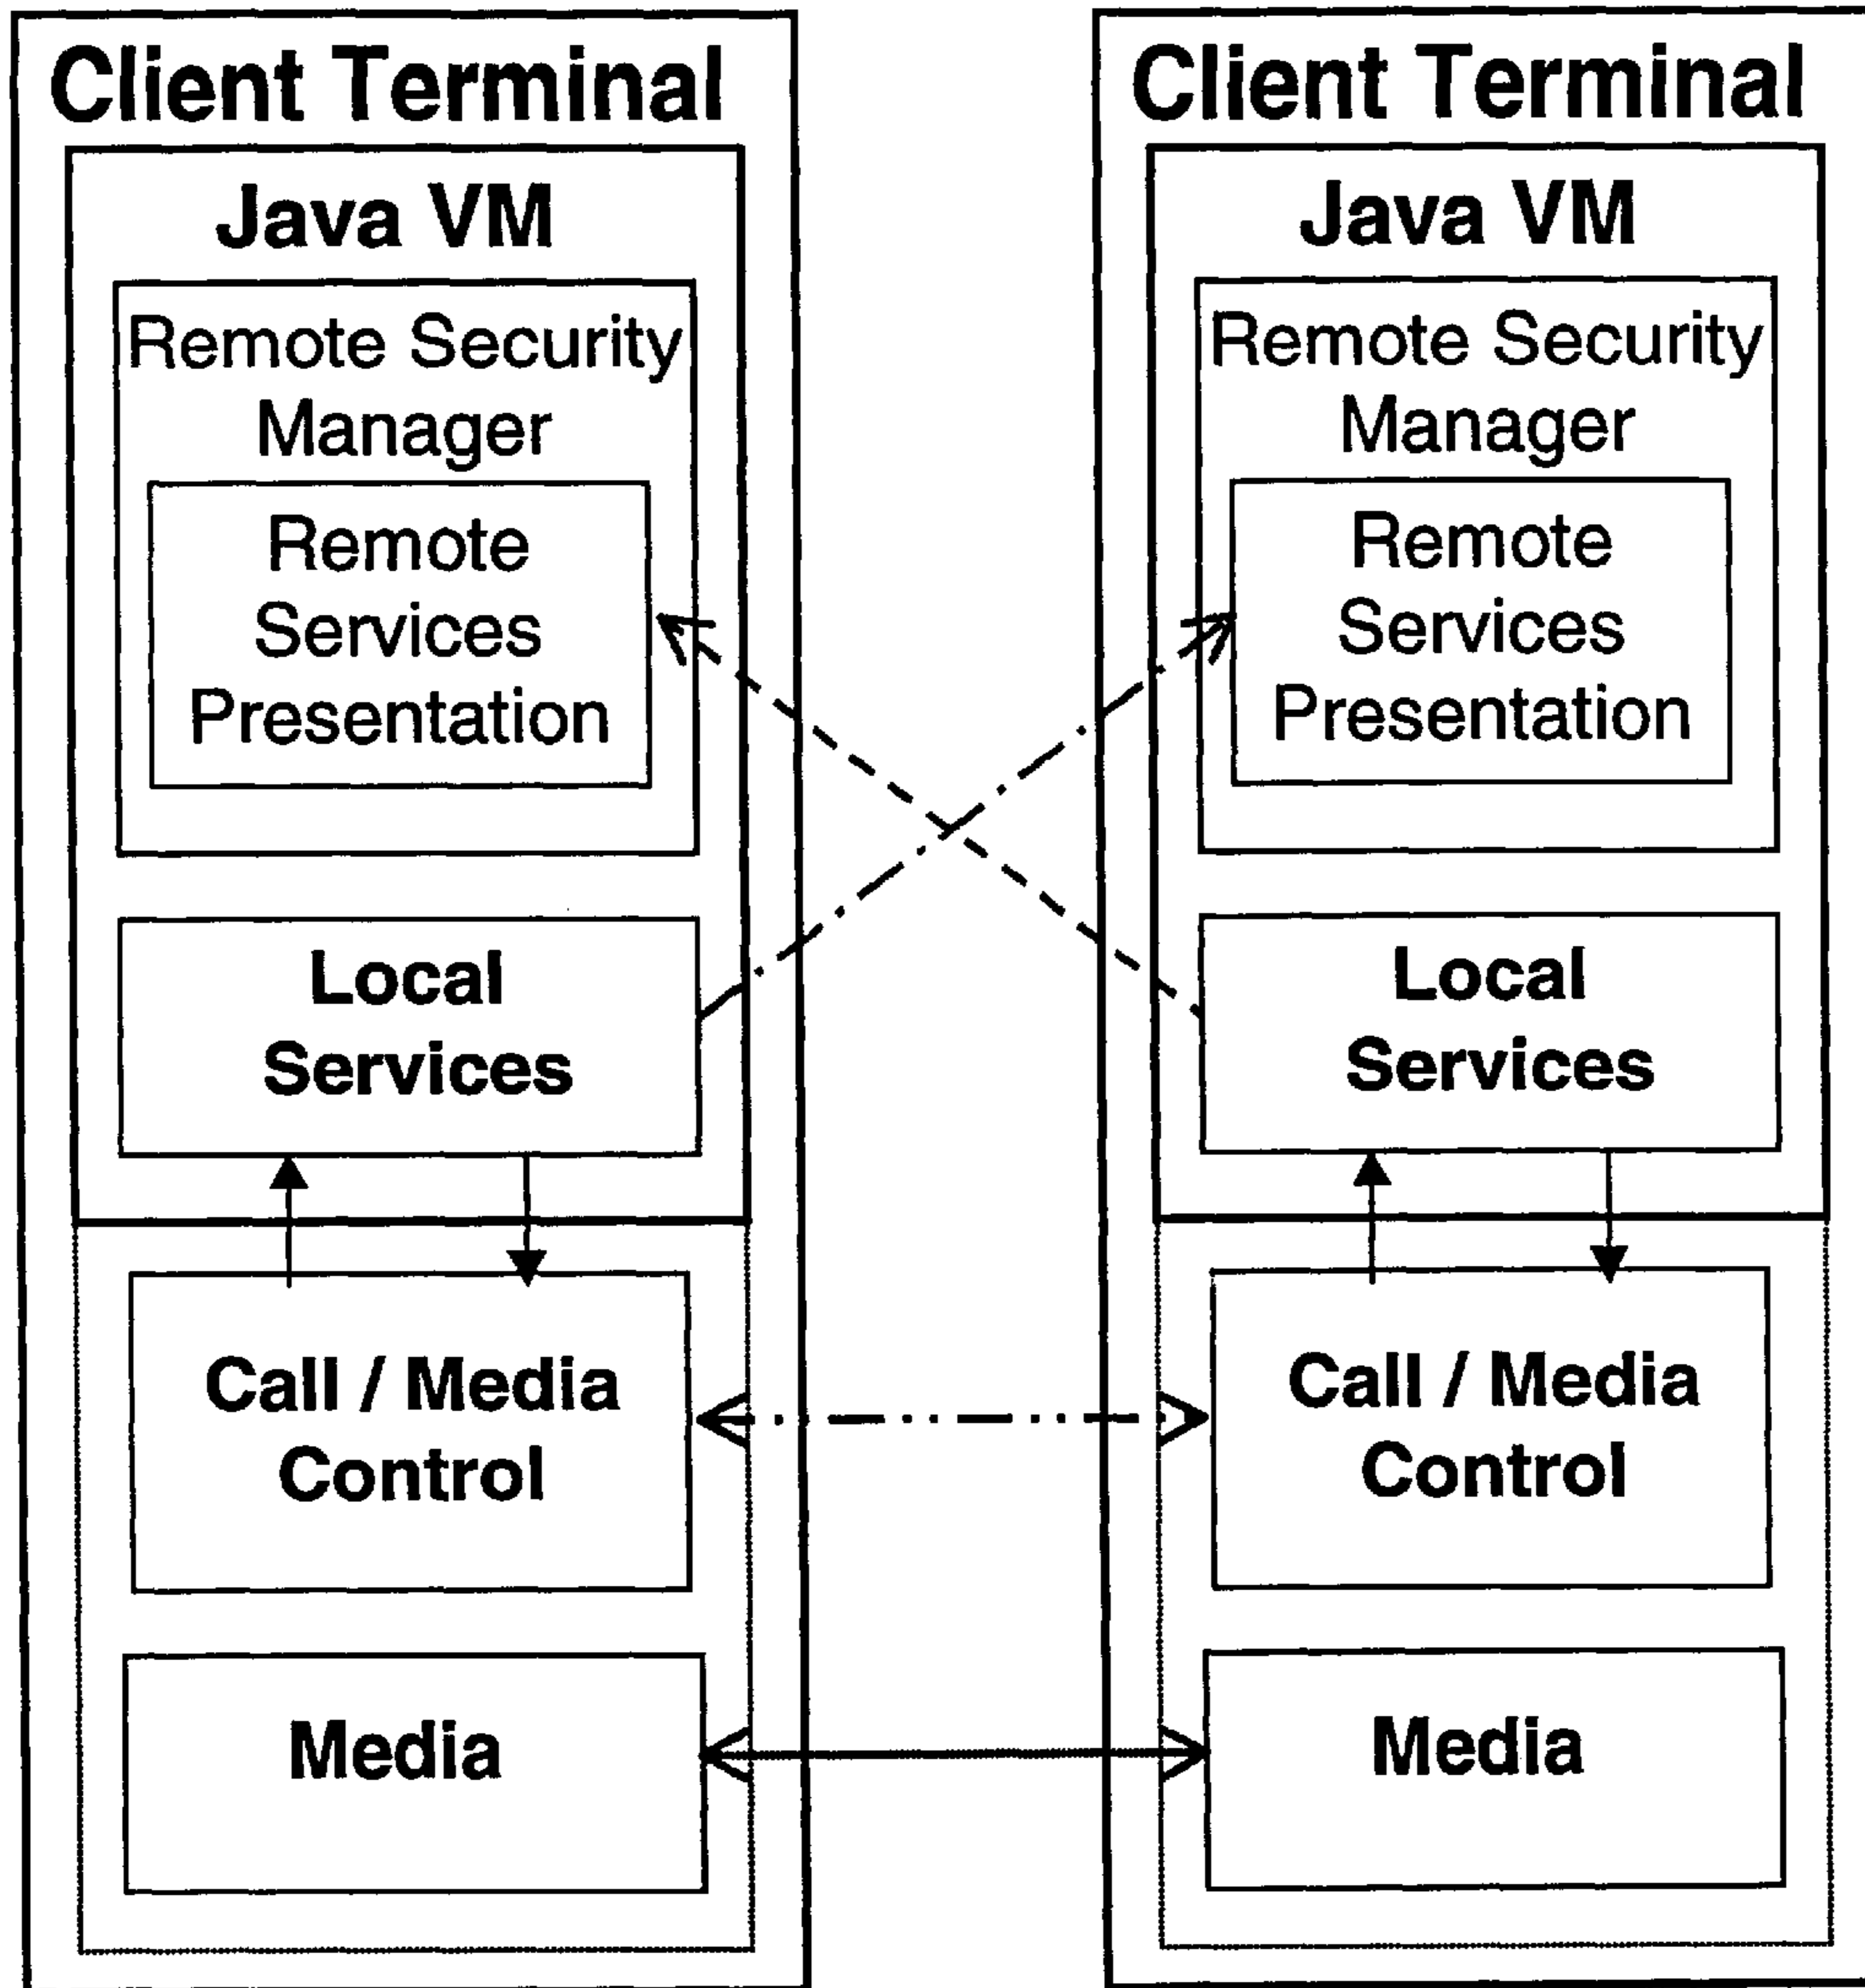 Client Terminal
Java VM
Remote Security
Manager
Remote
Services
Presentation
Local
Services
Call / Media
Control
Media
Client Terminal
Java VM
Remote Security
Manager
Remote
Services
Presentation
Local
Services
Call / Media
Control
Media